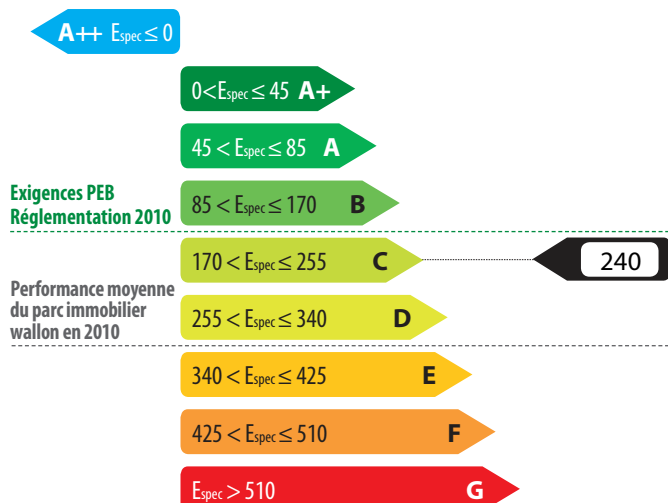 A++ Espec ≤ 0
0<Espec ≤ 45 A+
45 < Espec ≤ 85 A
Exigences PEB
Réglementation 2010
85 < Espec ≤ 170 B
170 < Espec ≤ 255 C
240
Performance moyenne
du parc immobilier
wallon en 2010
255 < Espec ≤ 340 D
340 < Espec ≤ 425 E
425 < Espec ≤ 510 F
Espec > 510 G